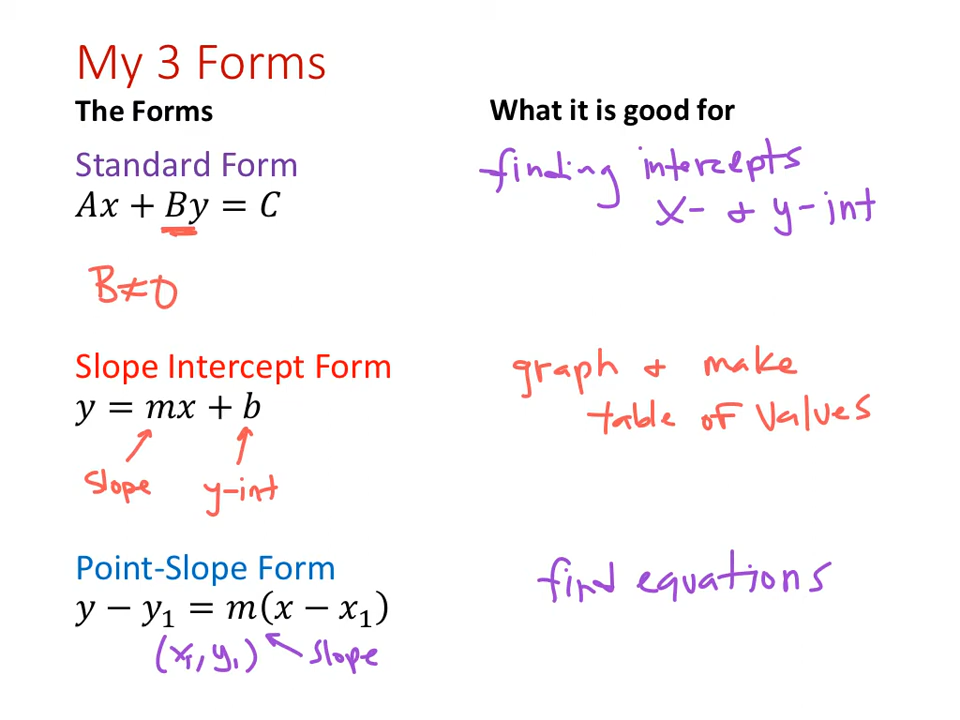 My 3 Forms
The Forms
What it is good for
Standard Form
finding intercepts
Ax + By = C
x- & y-int
B≠0
Slope Intercept Form
graph & make
y = mx + b
table of values
slope
y-int
Point-Slope Form
find equations
y − y₁ = m(x − x₁)
(x₁, y₁)
slope